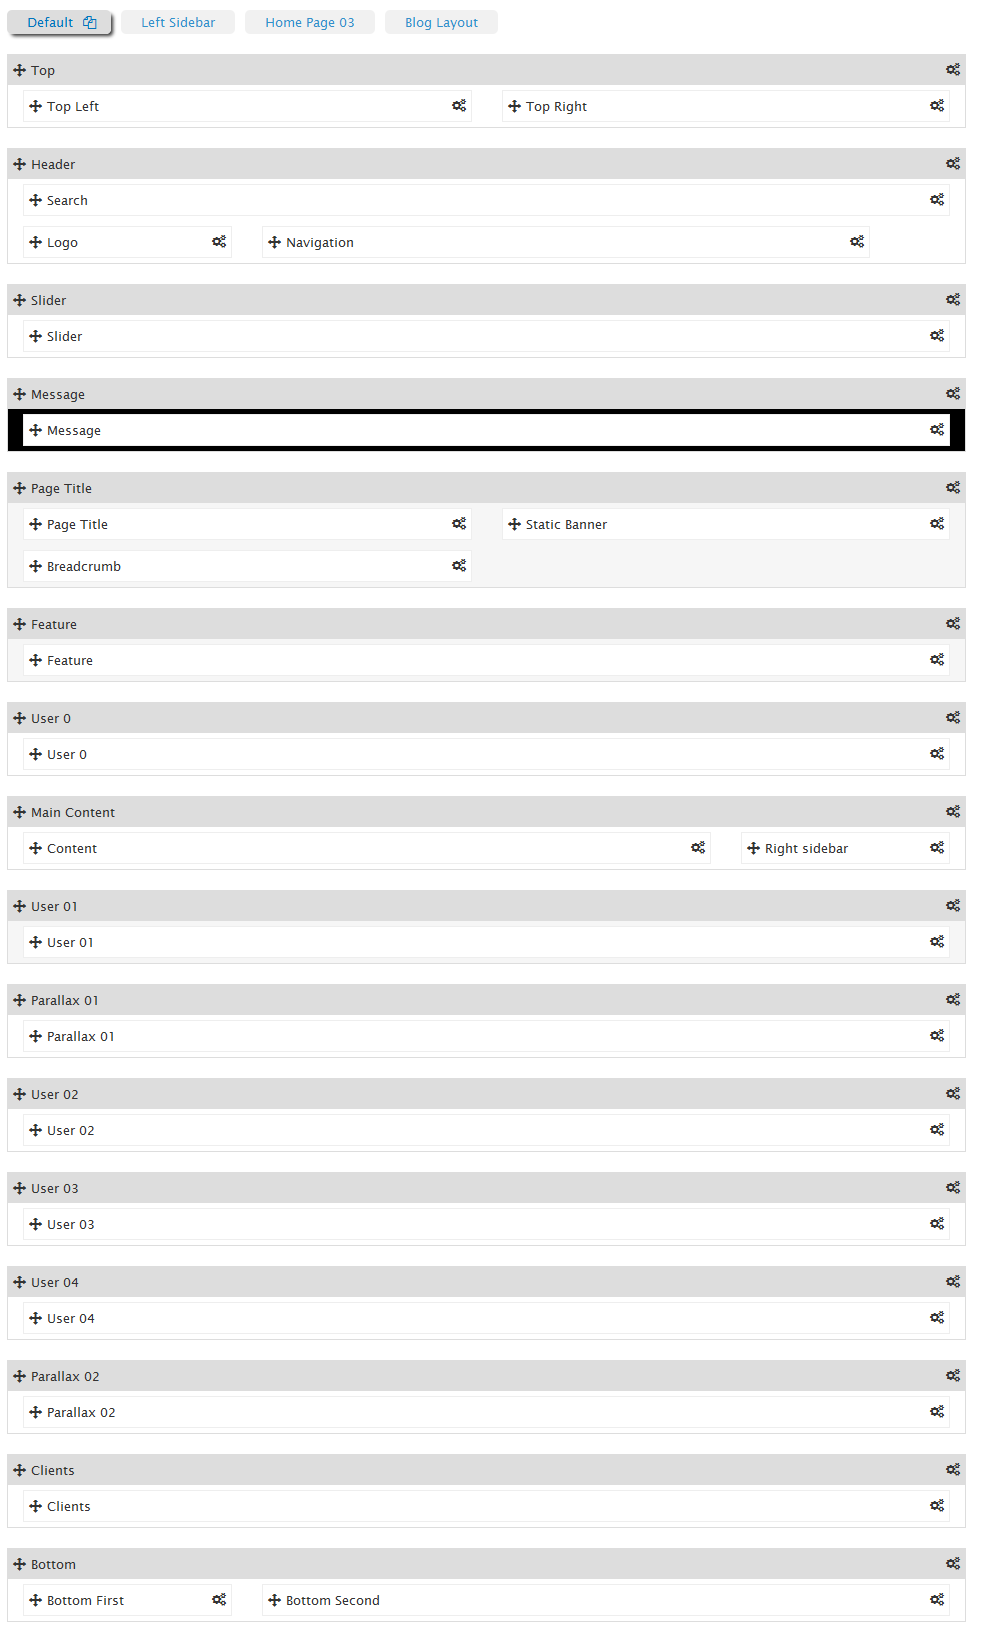 Default Left Sidebar Home Page 03 Blog Layout
Top
Top Left Top Right
Header
Search
Logo Navigation
Slider
Slider
Message
Message
Page Title
Page Title Static Banner
Breadcrumb
Feature
Feature
User 0
User 0
Main Content
Content Right sidebar
User 01
User 01
Parallax 01
Parallax 01
User 02
User 02
User 03
User 03
User 04
User 04
Parallax 02
Parallax 02
Clients
Clients
Bottom
Bottom First Bottom Second